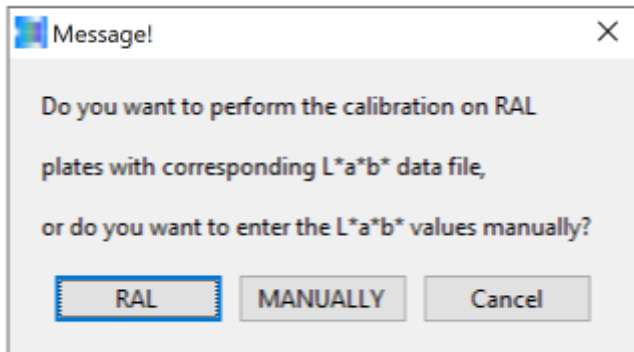 Message!
Do you want to perform the calibration on RAL
plates with corresponding L*a*b* data file,
or do you want to enter the L*a*b* values manually?
RAL MANUALLY Cancel